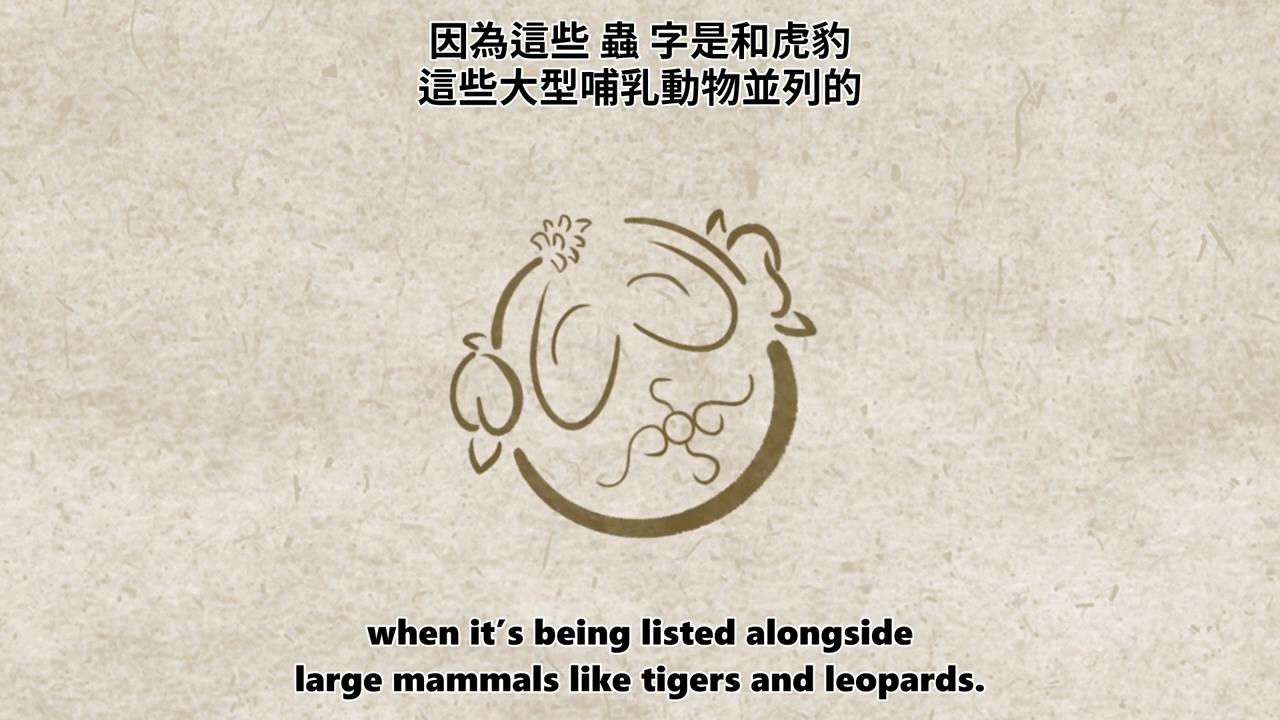 因為這些 蟲 字是和虎豹
這些大型哺乳動物並列的
when it’s being listed alongside
large mammals like tigers and leopards.